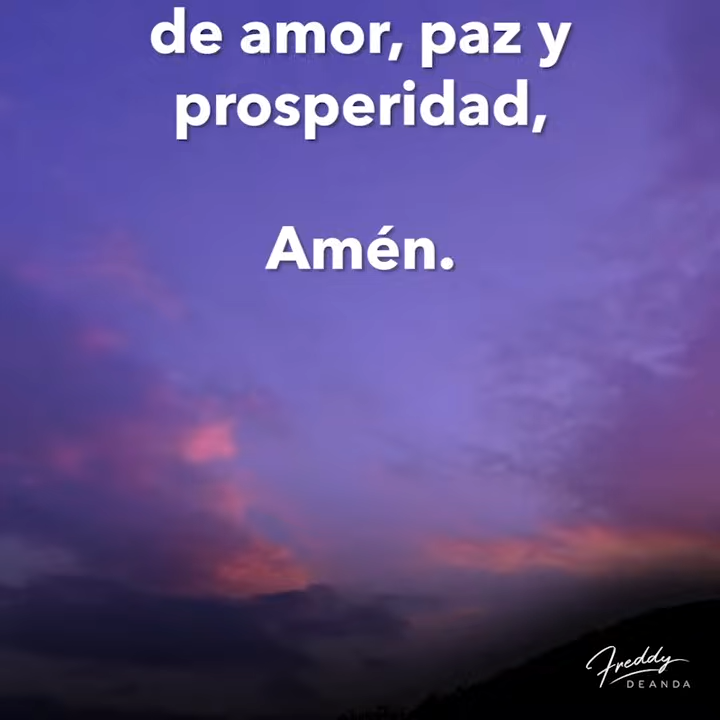 de amor, paz y
prosperidad,
Amén.
Freddy
DEANDA